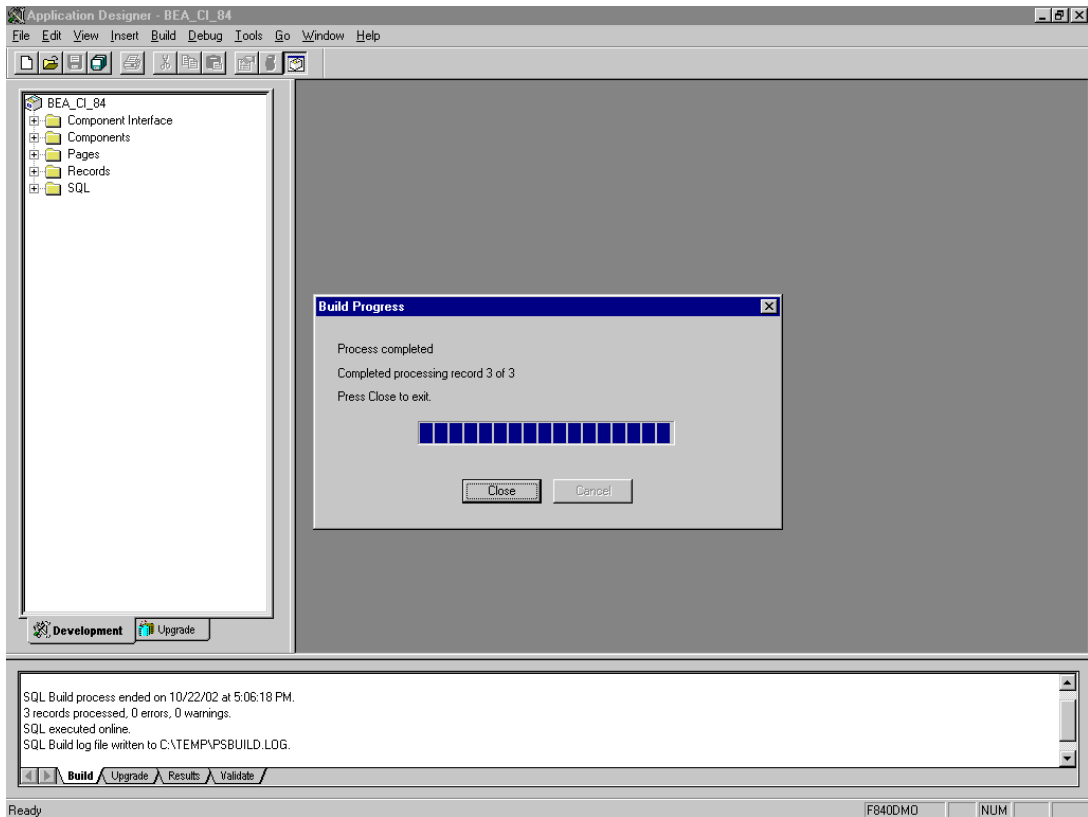 Application Designer - BEA_CI_84
File Edit View Insert Build Debug Tools Go Window Help
BEA_CI_84
Component Interface
Components
Pages
Records
SQL
Build Progress
Process completed
Completed processing record 3 of 3
Press Close to exit.
Close Cancel
Development Upgrade
SQL Build process ended on 10/22/02 at 5:06:18 PM.
3 records processed, 0 errors, 0 warnings.
SQL executed online.
SQL Build log file written to C:\TEMP\PSBUILD.LOG.
Build Upgrade Results Validate
Ready F840DMO NUM